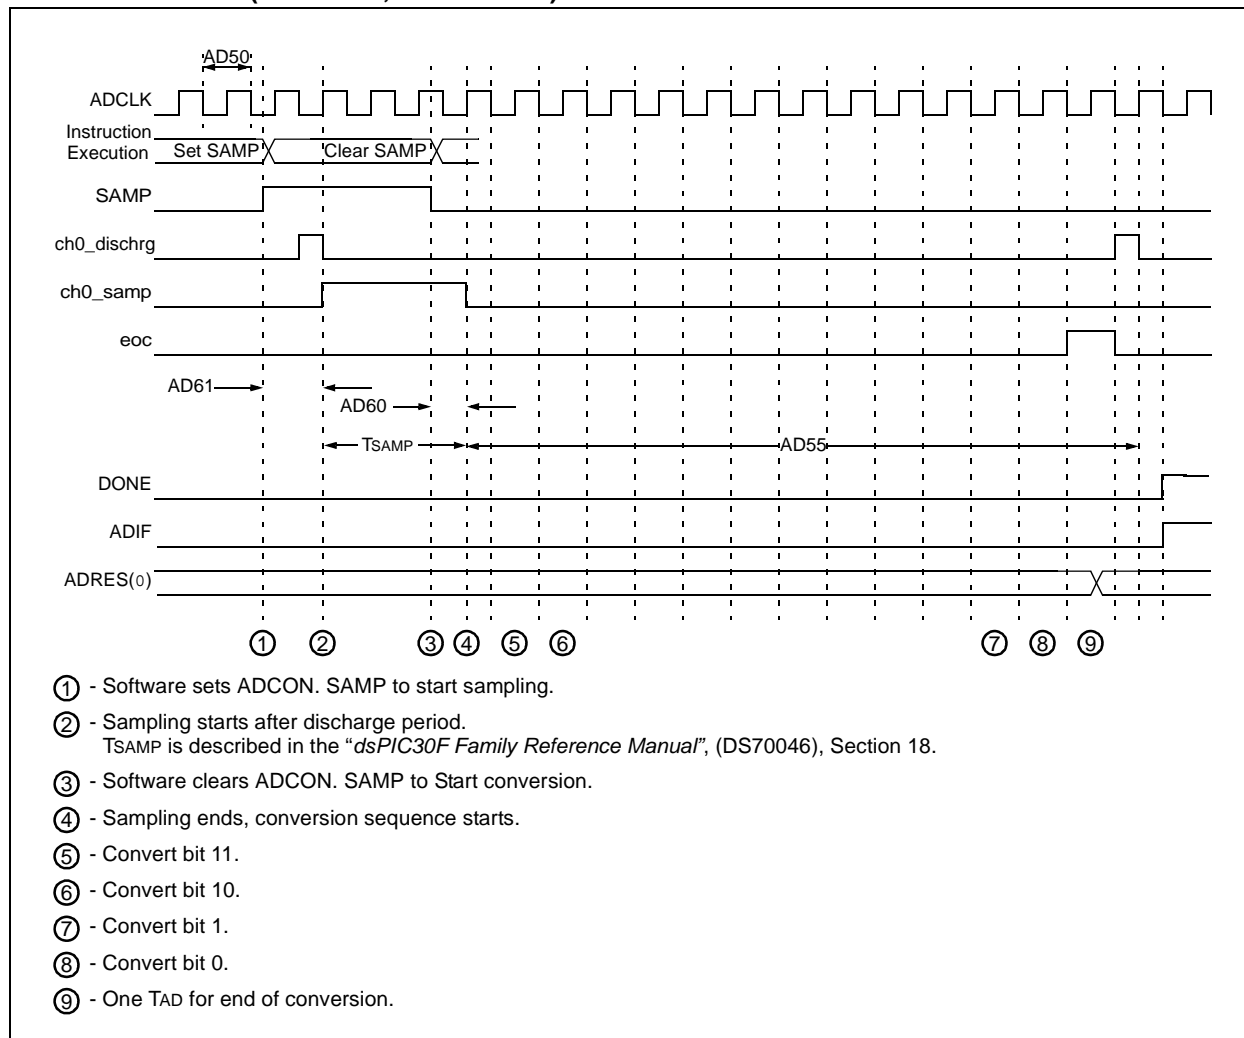 AD50
ADCLK
Instruction
Execution
Set SAMP
Clear SAMP
SAMP
ch0_dischrg
ch0_samp
eoc
AD61
AD60
TSAMP
AD55
DONE
ADIF
ADRES(0)
1 2 3 4 5 6 7 8 9
1 - Software sets ADCON. SAMP to start sampling.
2 - Sampling starts after discharge period.
TSAMP is described in the “dsPIC30F Family Reference Manual”, (DS70046), Section 18.
3 - Software clears ADCON. SAMP to Start conversion.
4 - Sampling ends, conversion sequence starts.
5 - Convert bit 11.
6 - Convert bit 10.
7 - Convert bit 1.
8 - Convert bit 0.
9 - One TAD for end of conversion.